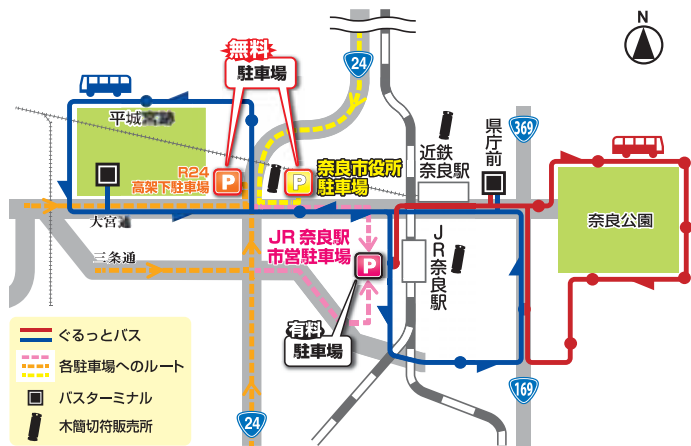 N
無料
駐車場
24
369
平城
R24
高架下駐車場
P
P
奈良市役所
駐車場
近鉄
奈良駅
県庁前
奈良公園
大宮
三条通
JR奈良駅
市営駐車場
P
JR奈良駅
有料
駐車場
ぐるっとバス
各駐車場へのルート
バスターミナル
木簡切符販売所
24
169